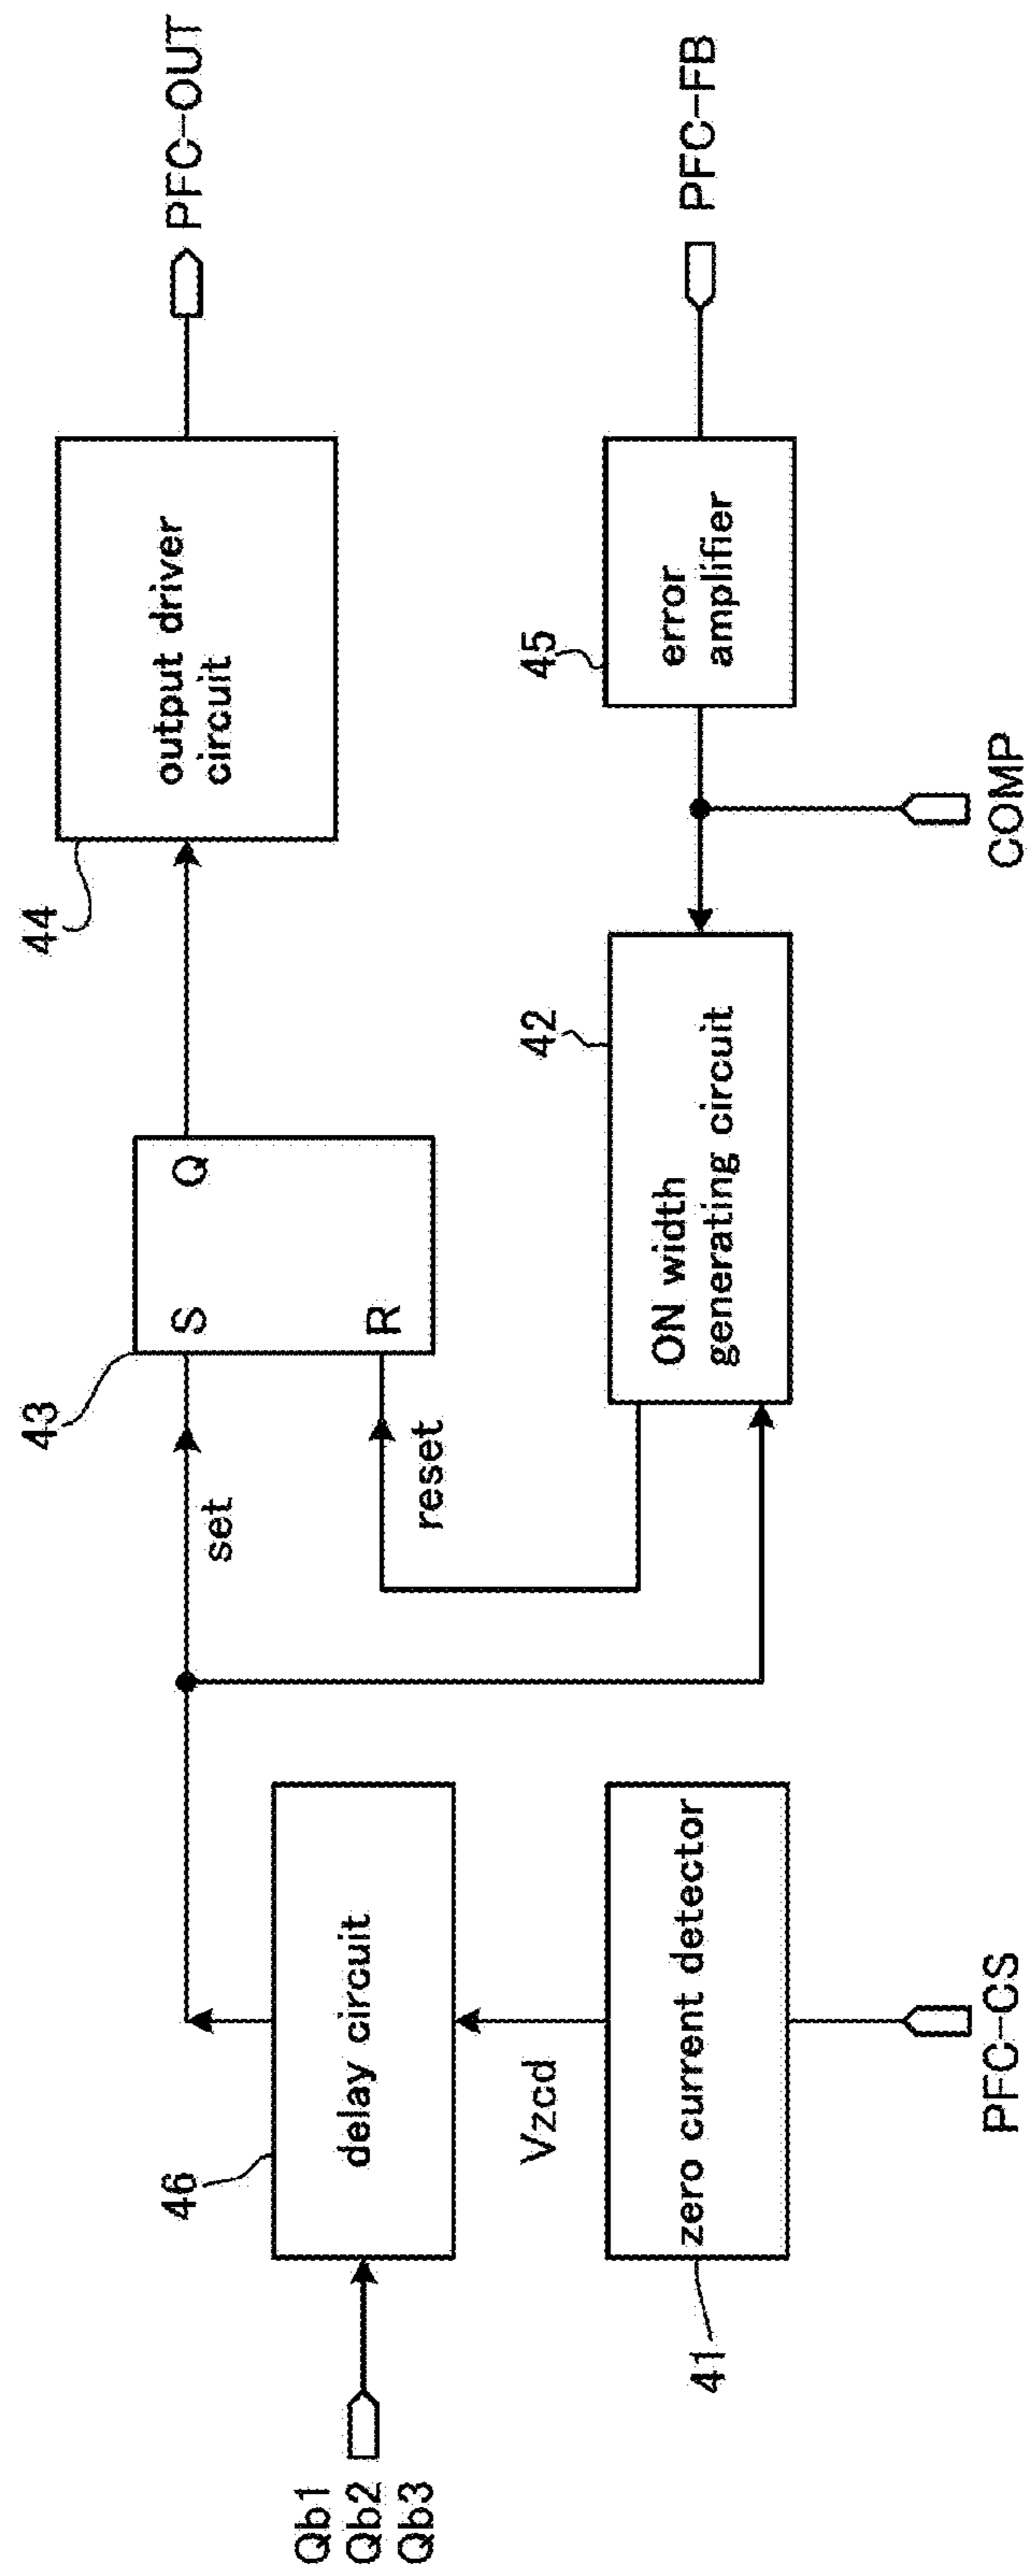 44
output driver
circuit
PFC-OUT
43
S
Q
R
set
reset
46
delay circuit
Qb1
Qb2
Qb3
Vzcd
42
ON width
generating circuit
45
error
amplifier
PFC-FB
41
zero current detector
PFC-CS
COMP